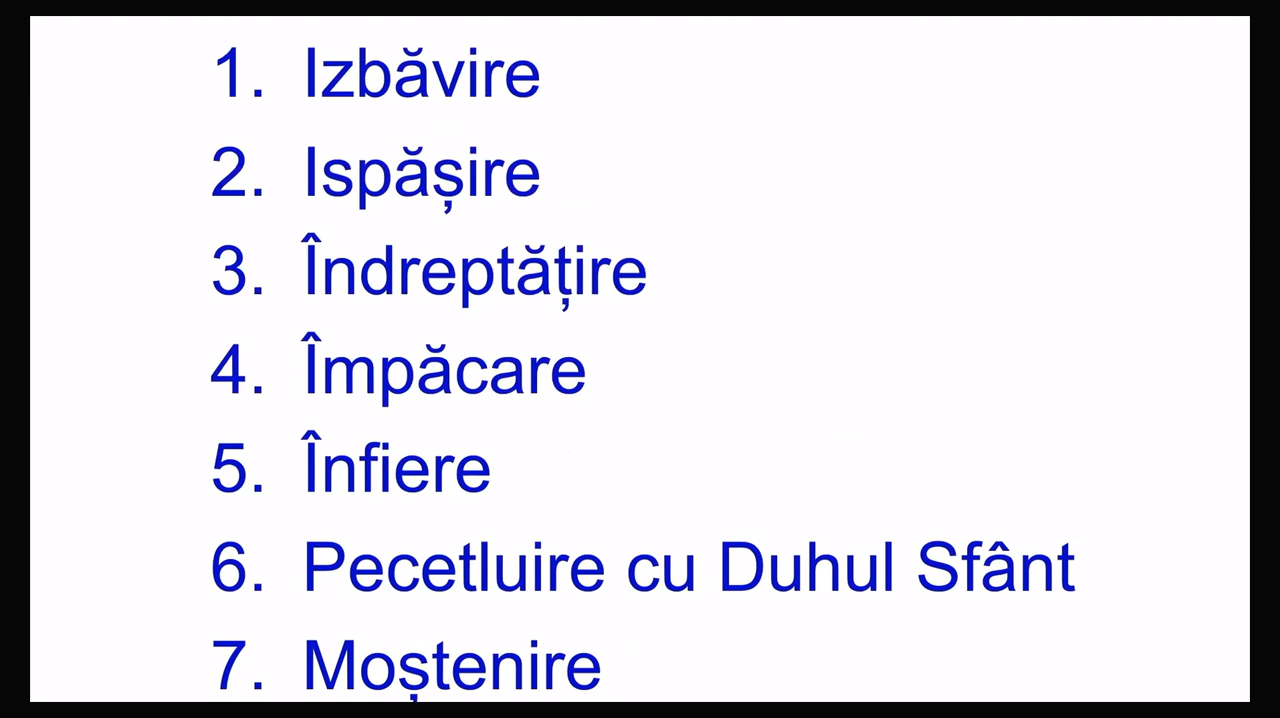 1. Izbăvire
2. Ispășire
3. Îndreptățire
4. Împăcare
5. Înfiere
6. Pecetluire cu Duhul Sfânt
7. Moștenire